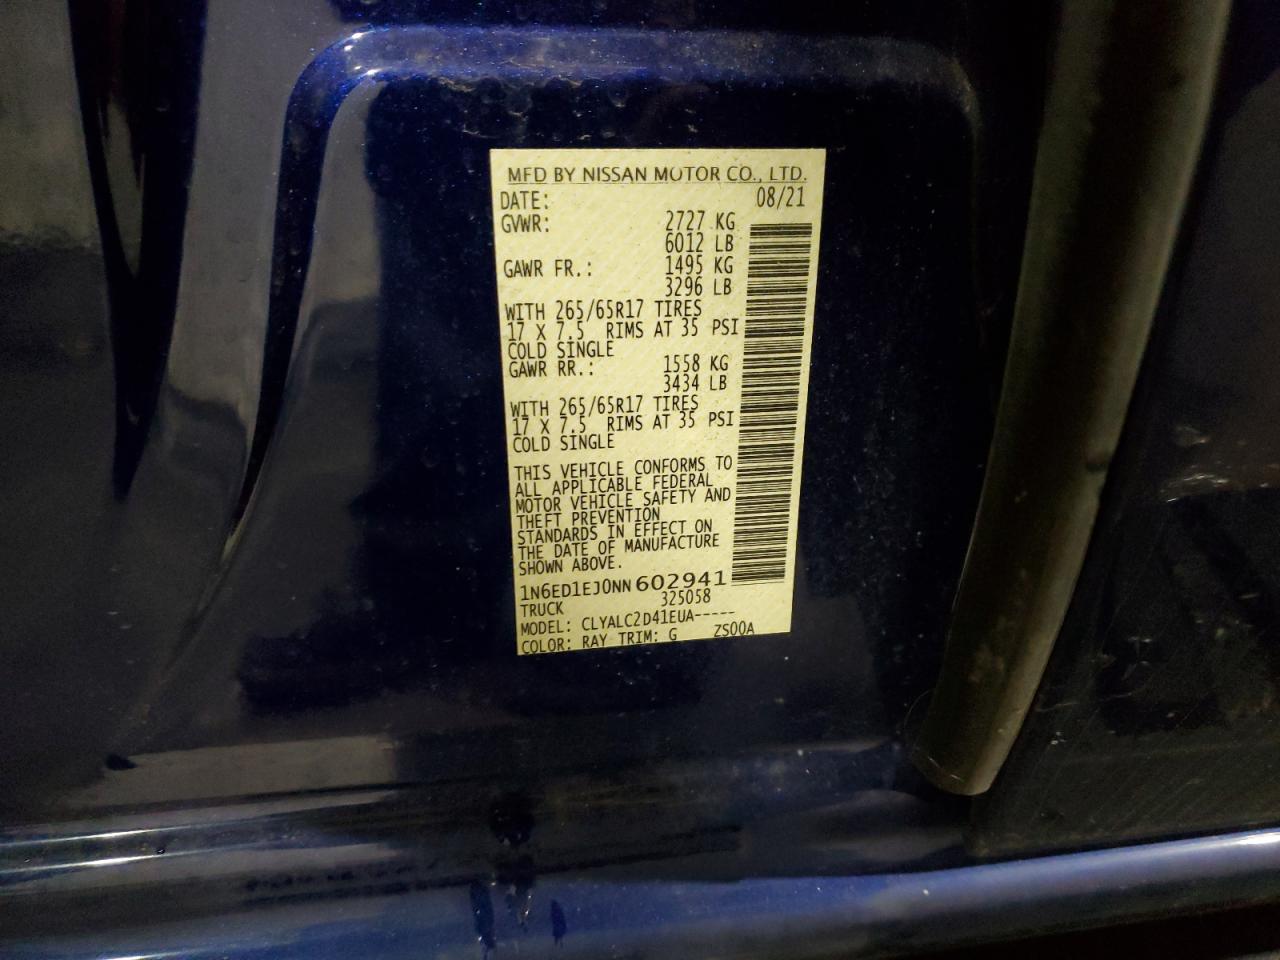 MFD BY NISSAN MOTOR CO., LTD.
DATE: 08/21
GVWR: 2727 KG
6012 LB
GAWR FR.: 1495 KG
3296 LB
WITH 265/65R17 TIRES
17 X 7.5 RIMS AT 35 PSI
COLD SINGLE
GAWR RR.: 1558 KG
3434 LB
WITH 265/65R17 TIRES
17 X 7.5 RIMS AT 35 PSI
COLD SINGLE
THIS VEHICLE CONFORMS TO
ALL APPLICABLE FEDERAL
MOTOR VEHICLE SAFETY AND
THEFT PREVENTION
STANDARDS IN EFFECT ON
THE DATE OF MANUFACTURE
SHOWN ABOVE.
1N6ED1EJ0NN 602941
TRUCK 325058
MODEL: CLYALC2D41EUA-----
COLOR: RAY TRIM: G ZS00A